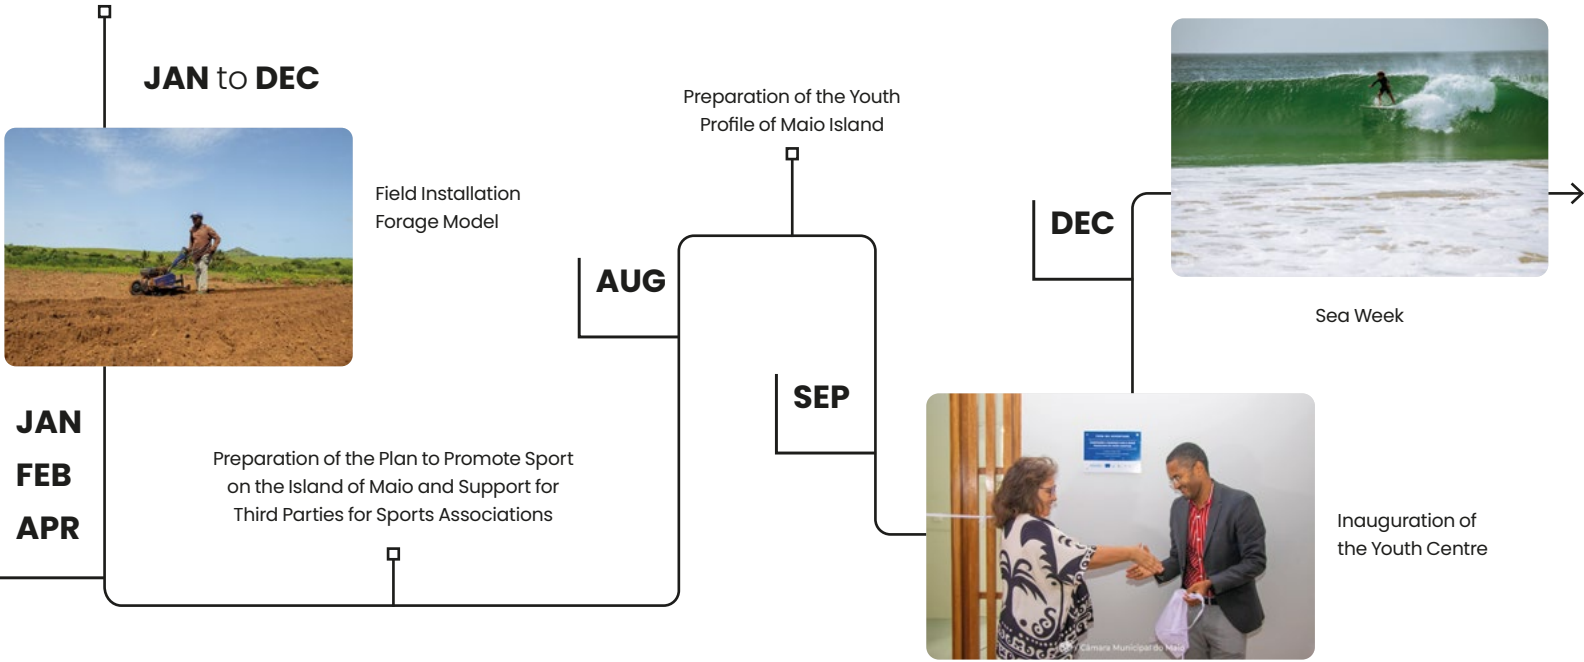 JAN to DEC
Field Installation
Forage Model
JAN
FEB
APR
Preparation of the Plan to Promote Sport
on the Island of Maio and Support for
Third Parties for Sports Associations
AUG
Preparation of the Youth
Profile of Maio Island
SEP
Inauguration of
the Youth Centre
Câmara Municipal do Maio
DEC
Sea Week